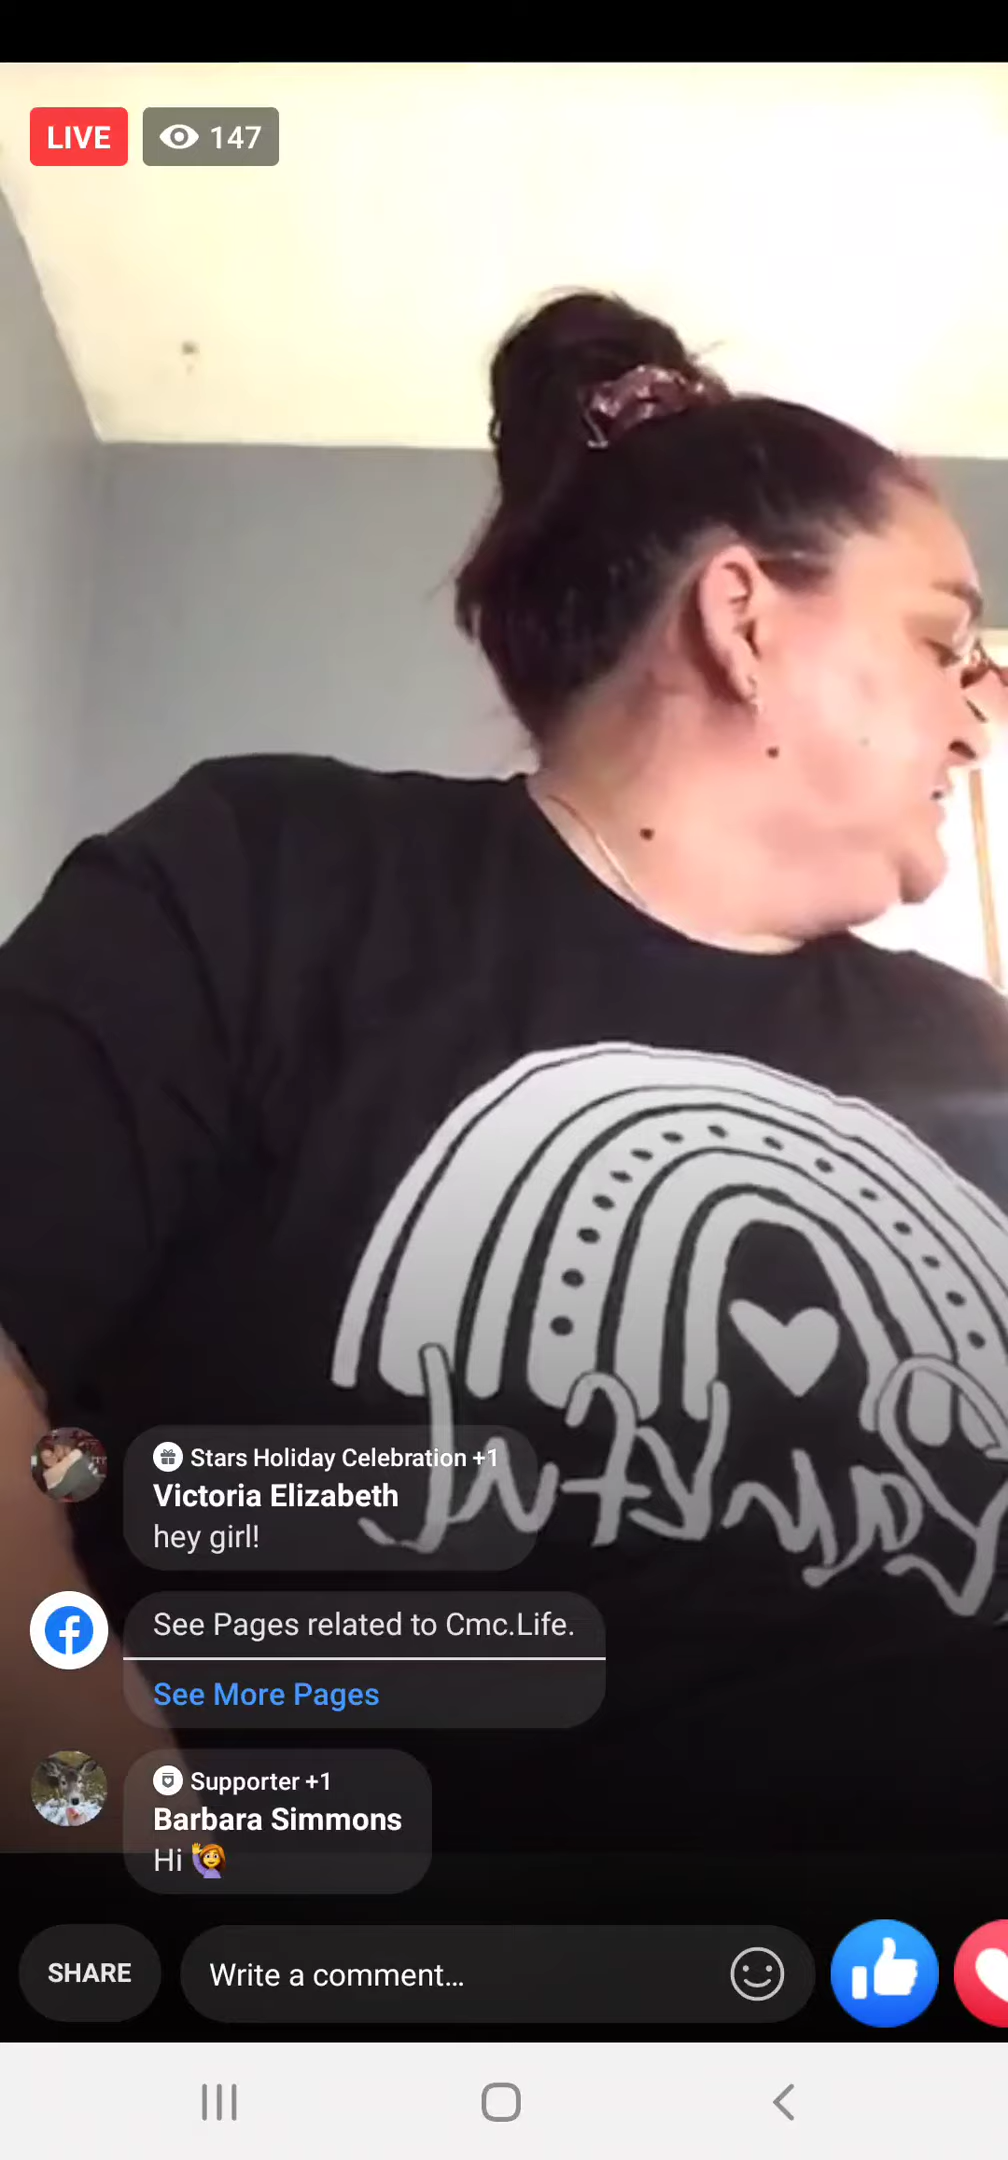 LIVE 147
Stars Holiday Celebration +1
Victoria Elizabeth
hey girl!
See Pages related to Cmc.Life.
See More Pages
Supporter +1
Barbara Simmons
Hi 🙋‍♀️
SHARE
Write a comment...